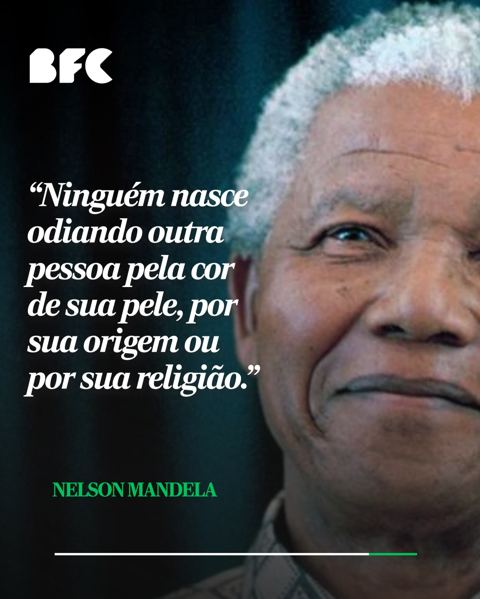 BFC
“Ninguém nasce
odiando outra
pessoa pela cor
de sua pele, por
sua origem ou
por sua religião.”
NELSON MANDELA